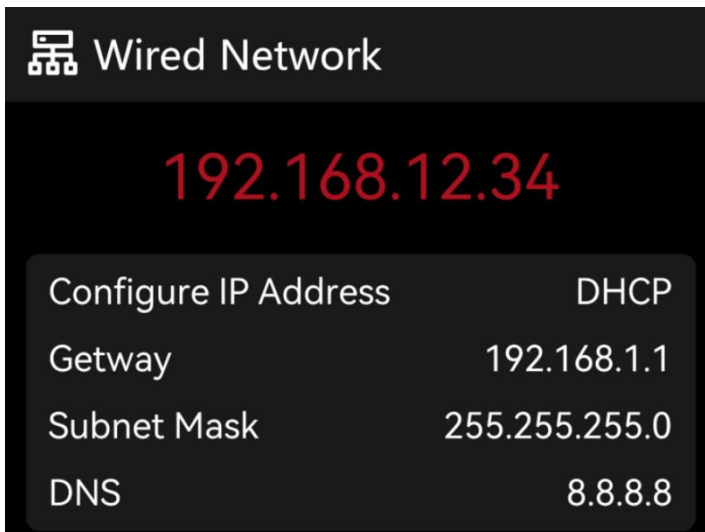 Wired Network
192.168.12.34
Configure IP Address DHCP
Getway 192.168.1.1
Subnet Mask 255.255.255.0
DNS 8.8.8.8